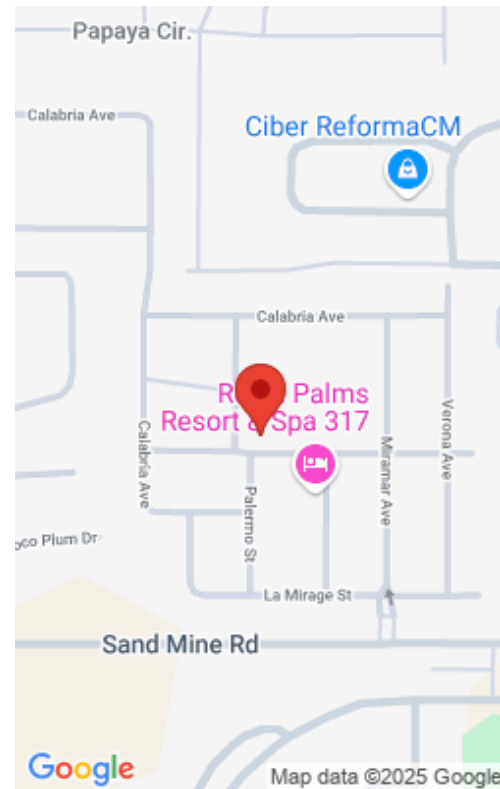 Papaya Cir.
Calabria Ave
Ciber ReformaCM
Calabria Ave
Palms
Resort & Spa 317
Calabria Ave
Palermo St
Miramar Ave
Verona Ave
oco Plum Dr
La Mirage St
Sand Mine Rd
Google
Map data ©2025 Google